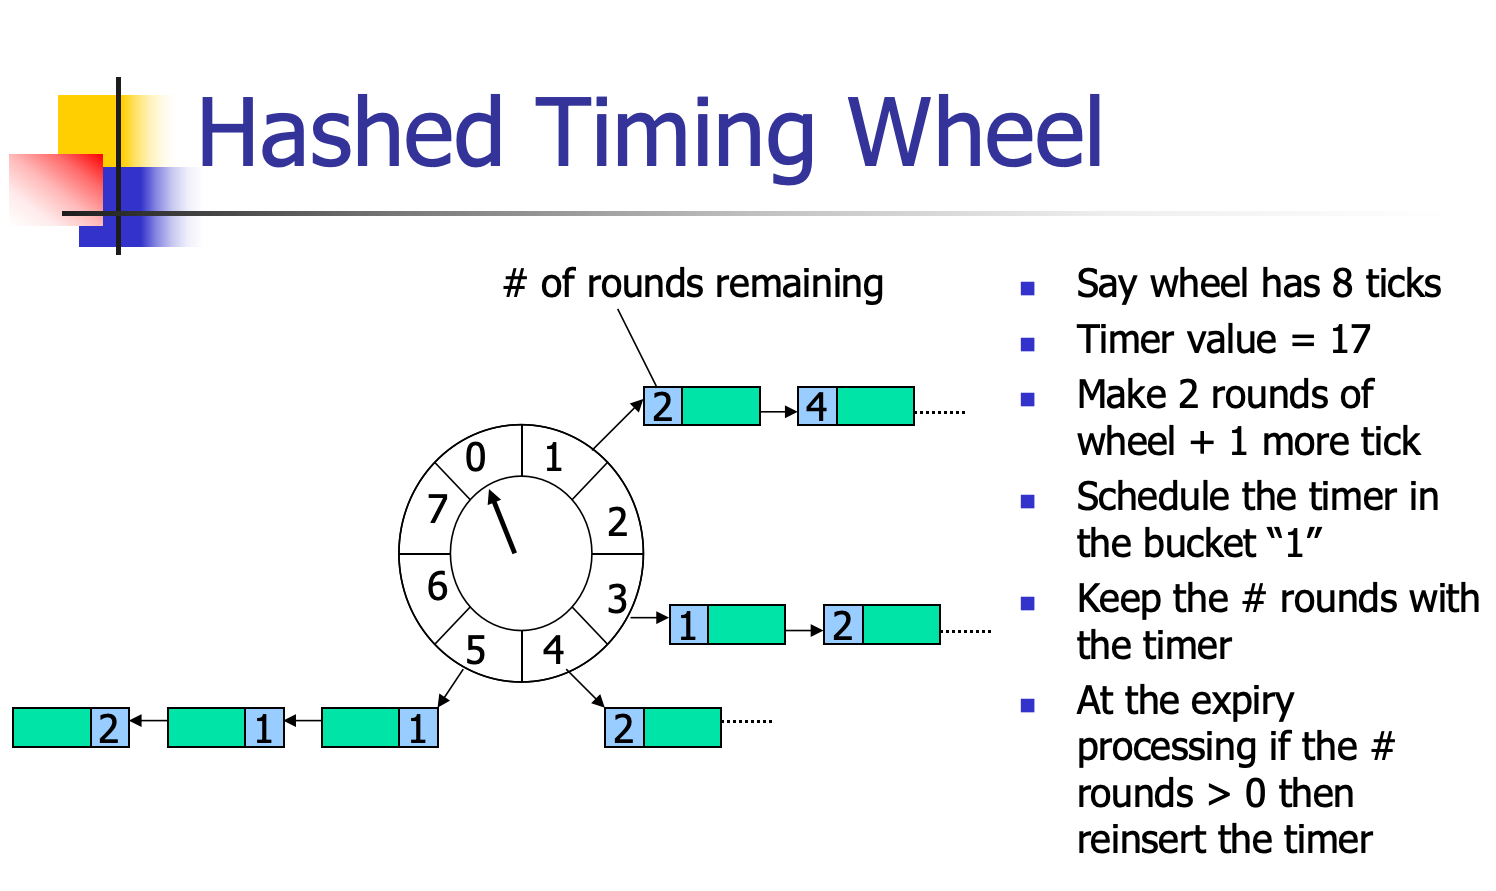 Hashed Timing Wheel
# of rounds remaining
2
4
0
1
7
2
6
3
5
4
1
2
2
1
1
2
Say wheel has 8 ticks
Timer value = 17
Make 2 rounds of
wheel + 1 more tick
Schedule the timer in
the bucket “1”
Keep the # rounds with
the timer
At the expiry
processing if the #
rounds > 0 then
reinsert the timer